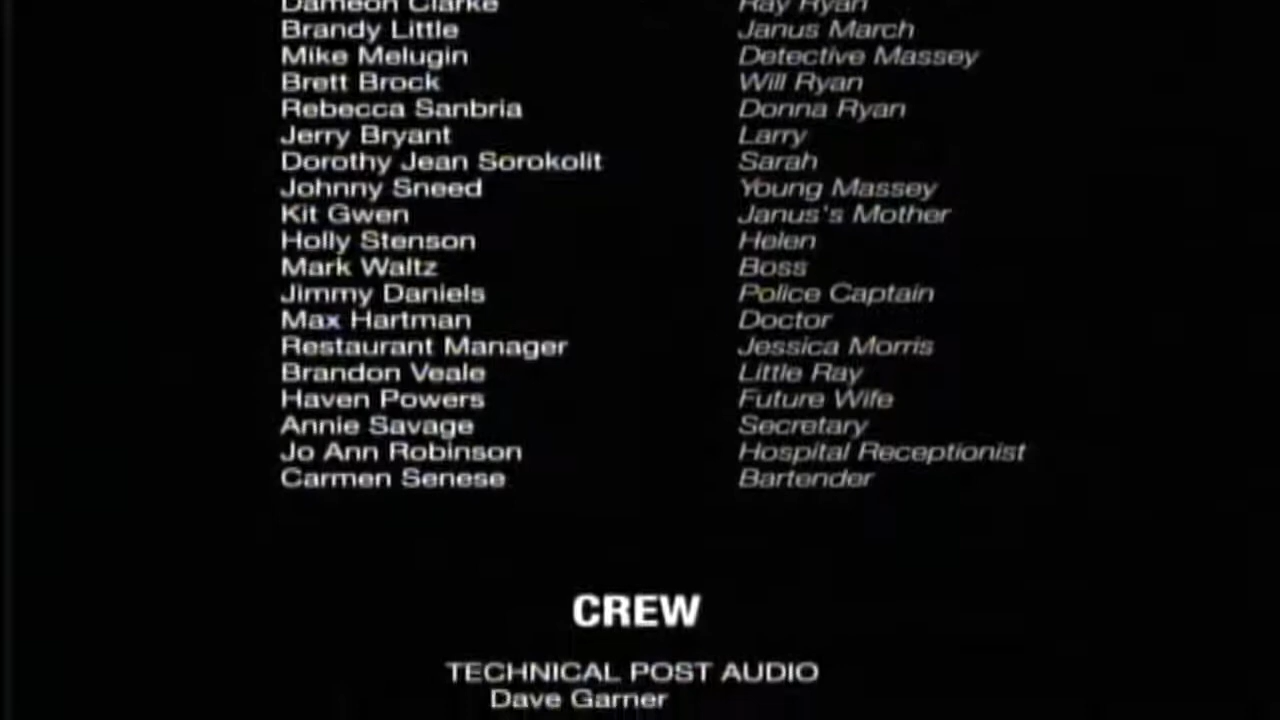 Dameon Clarke Ray Ryan
Brandy Little Janus March
Mike Melugin Detective Massey
Brett Brock Will Ryan
Rebecca Sanbria Donna Ryan
Jerry Bryant Larry
Dorothy Jean Sorokolit Sarah
Johnny Sneed Young Massey
Kit Gwen Janus's Mother
Holly Stenson Helen
Mark Waltz Boss
Jimmy Daniels Police Captain
Max Hartman Doctor
Restaurant Manager Jessica Morris
Brandon Veale Little Ray
Haven Powers Future Wife
Annie Savage Secretary
Jo Ann Robinson Hospital Receptionist
Carmen Senese Bartender
CREW
TECHNICAL POST AUDIO
Dave Garner